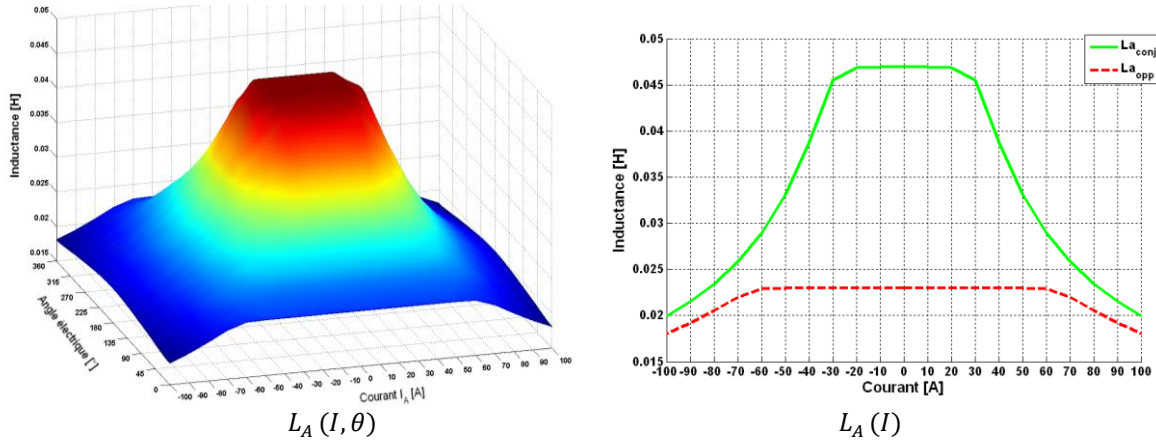 0.05
0.045
0.04
0.035
0.03
0.025
0.02
0.015
Inductance [H]
360
315
270
225
180
135
90
45
0
Angle électrique [°]
-100 -90 -80 -70 -60 -50 -40 -30 -20 -10 0 10 20 30 40 50 60 70 80 90 100
Courant I_A [A]
L_A (I, θ)
La_conj
La_opp
0.05
0.045
0.04
0.035
0.03
0.025
0.02
0.015
Inductance [H]
-100 -90 -80 -70 -60 -50 -40 -30 -20 -10 0 10 20 30 40 50 60 70 80 90 100
Courant [A]
L_A (I)